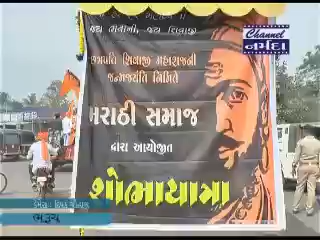 જય ભવાની, જય શિવાજી
છત્રપતિ શિવાજી મહારાજની
જન્મજયંતિ નિમિત્તે
મરાઠી સમાજ
દ્વારા આયોજીત
શોભાયાત્રા
Channel
નર્મદા
ભરૂચ